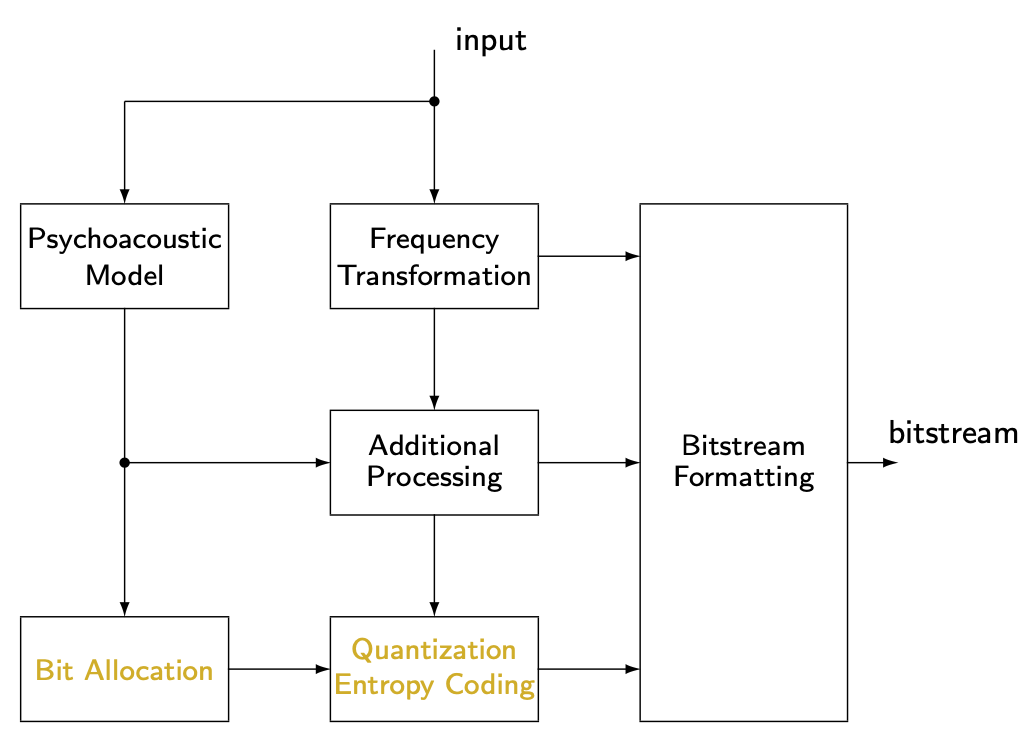 input
Psychoacoustic
Model
Frequency
Transformation
Additional
Processing
Bitstream
Formatting
bitstream
Bit Allocation
Quantization
Entropy Coding